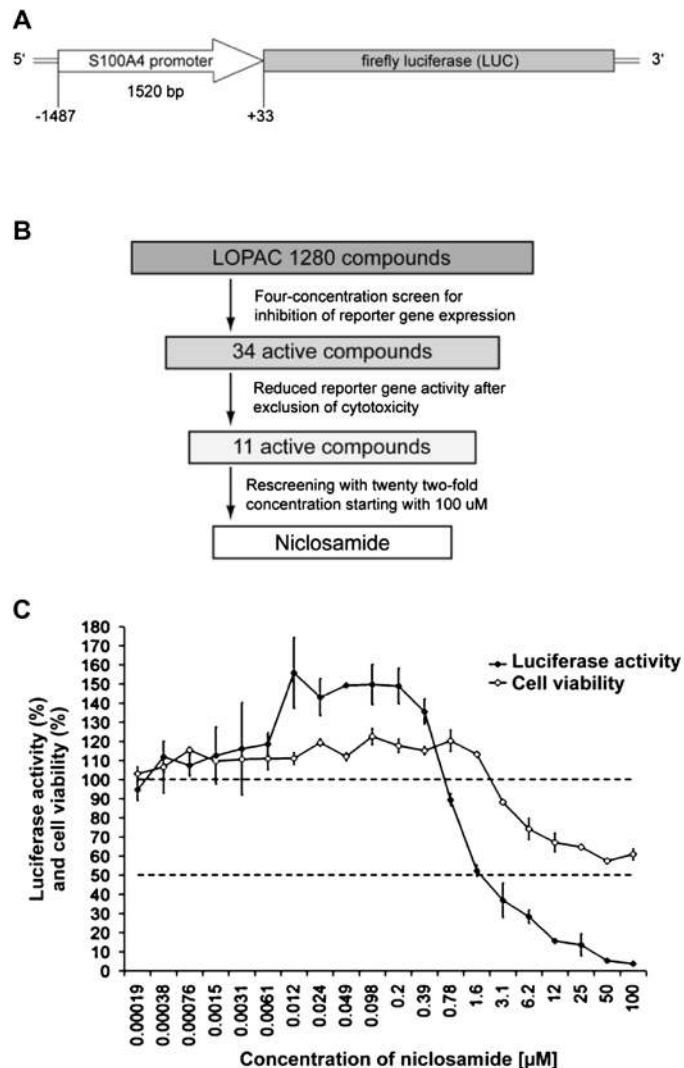 A
5' S100A4 promoter firefly luciferase (LUC) 3'
1520 bp
-1487 +33
B
LOPAC 1280 compounds
Four-concentration screen for
inhibition of reporter gene expression
34 active compounds
Reduced reporter gene activity after
exclusion of cytotoxicity
11 active compounds
Rescreening with twenty two-fold
concentration starting with 100 uM
Niclosamide
C
Luciferase activity (%)
and cell viability (%)
180
170
160
150
140
130
120
110
100
90
80
70
60
50
40
30
20
10
0
Luciferase activity
Cell viability
0.00019
0.00038
0.00076
0.0015
0.0031
0.0061
0.012
0.024
0.049
0.098
0.2
0.39
0.78
1.6
3.1
6.2
12
25
50
100
Concentration of niclosamide [µM]